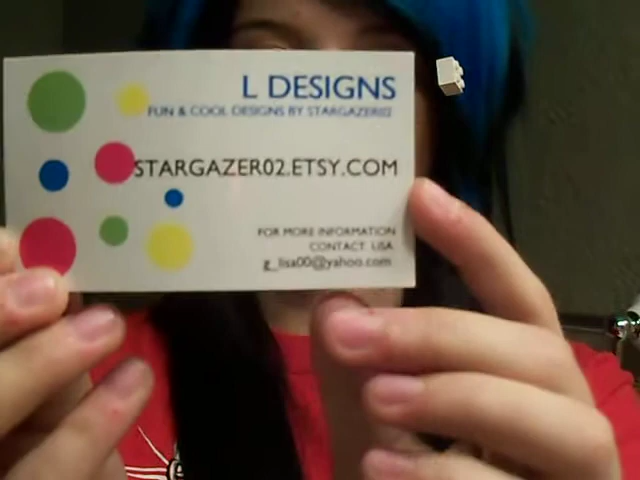 L DESIGNS
FUN & COOL DESIGNS BY STARGAZER02
STARGAZER02.ETSY.COM
FOR MORE INFORMATION
CONTACT LISA
g_lisa00@yahoo.com